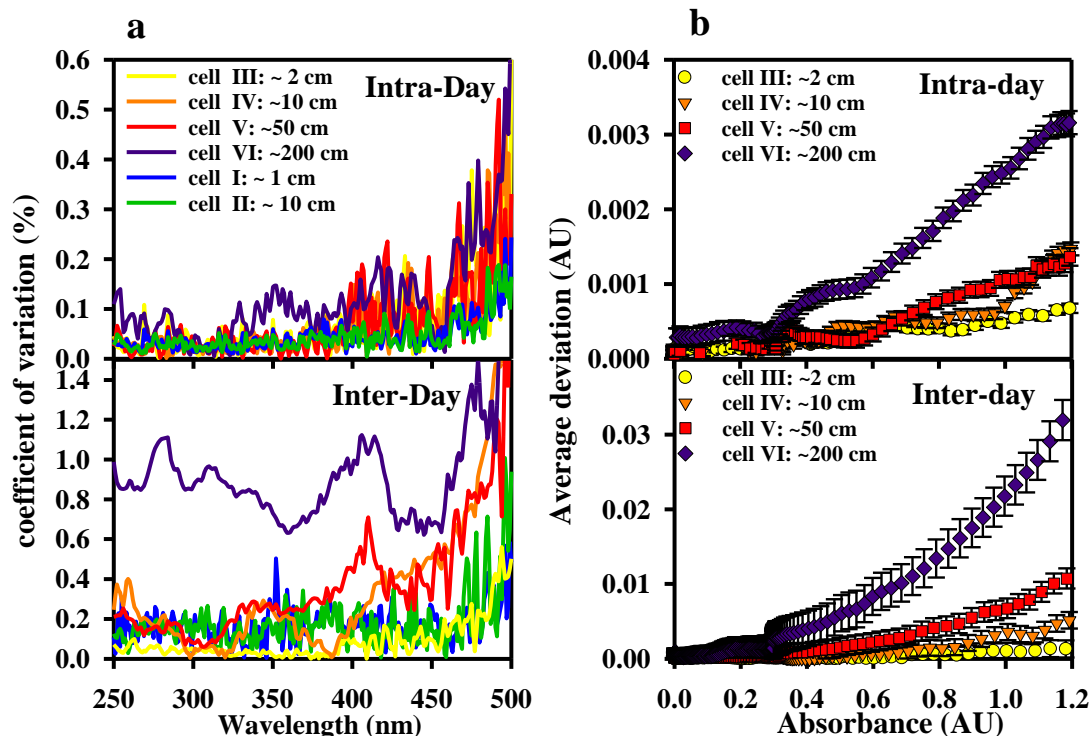 a
0.6
0.5
0.4
0.3
0.2
0.1
0.0
cell III: ~ 2 cm
cell IV: ~10 cm
cell V: ~50 cm
cell VI: ~200 cm
cell I: ~ 1 cm
cell II: ~ 10 cm
Intra-Day
coefficient of variation (%)
1.4
1.2
1.0
0.8
0.6
0.4
0.2
0.0
Inter-Day
250
300
350
400
450
500
Wavelength (nm)
b
0.004
0.003
0.002
0.001
0.000
cell III: ~2 cm
cell IV: ~10 cm
cell V: ~50 cm
cell VI: ~200 cm
Intra-day
Average deviation (AU)
0.03
0.02
0.01
0.00
cell III: ~2 cm
cell IV: ~10 cm
cell V: ~50 cm
cell VI: ~200 cm
Inter-day
0.0
0.2
0.4
0.6
0.8
1.0
1.2
Absorbance (AU)